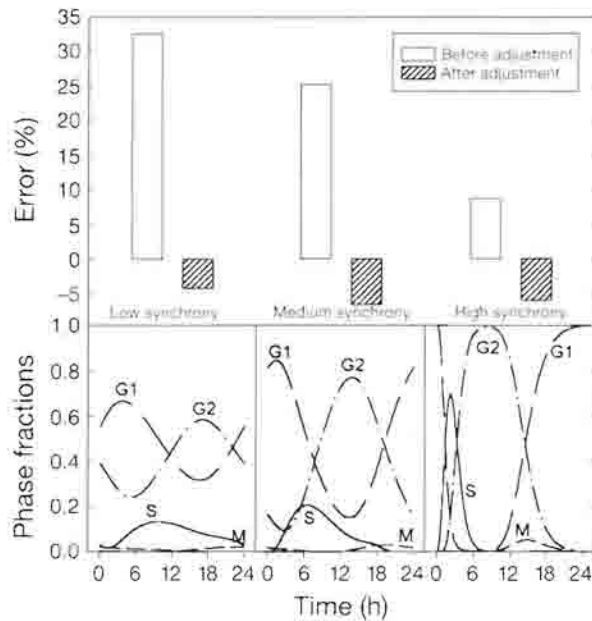 35
30
25
20
15
10
5
0
−5
Error (%)
Before adjustment
After adjustment
Low synchrony
Medium synchrony
High synchrony
1.0
0.8
0.6
0.4
0.2
0.0
Phase fractions
G1
G2
S
M
G1
G2
S
M
G2
G1
S
M
0 6 12 18 24
0 6 12 18 24
0 6 12 18 24
Time (h)